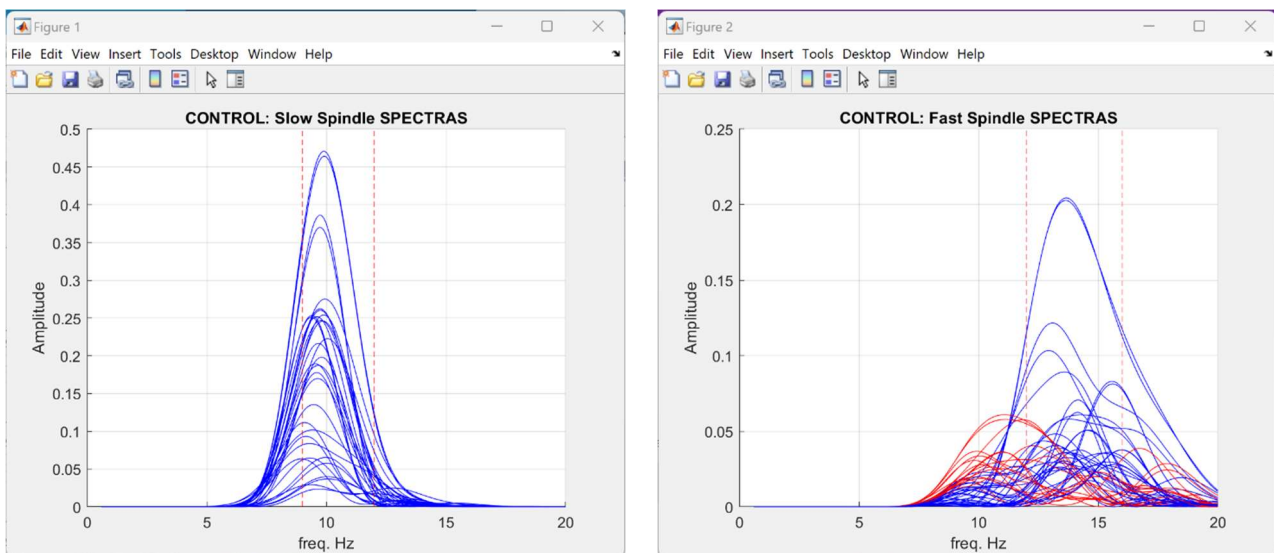 Figure 1
File Edit View Insert Tools Desktop Window Help
CONTROL: Slow Spindle SPECTRAS
0.5
0.45
0.4
0.35
0.3
0.25
0.2
0.15
0.1
0.05
0
Amplitude
0 5 10 15 20
freq. Hz
Figure 2
File Edit View Insert Tools Desktop Window Help
CONTROL: Fast Spindle SPECTRAS
0.25
0.2
0.15
0.1
0.05
0
Amplitude
0 5 10 15 20
freq. Hz